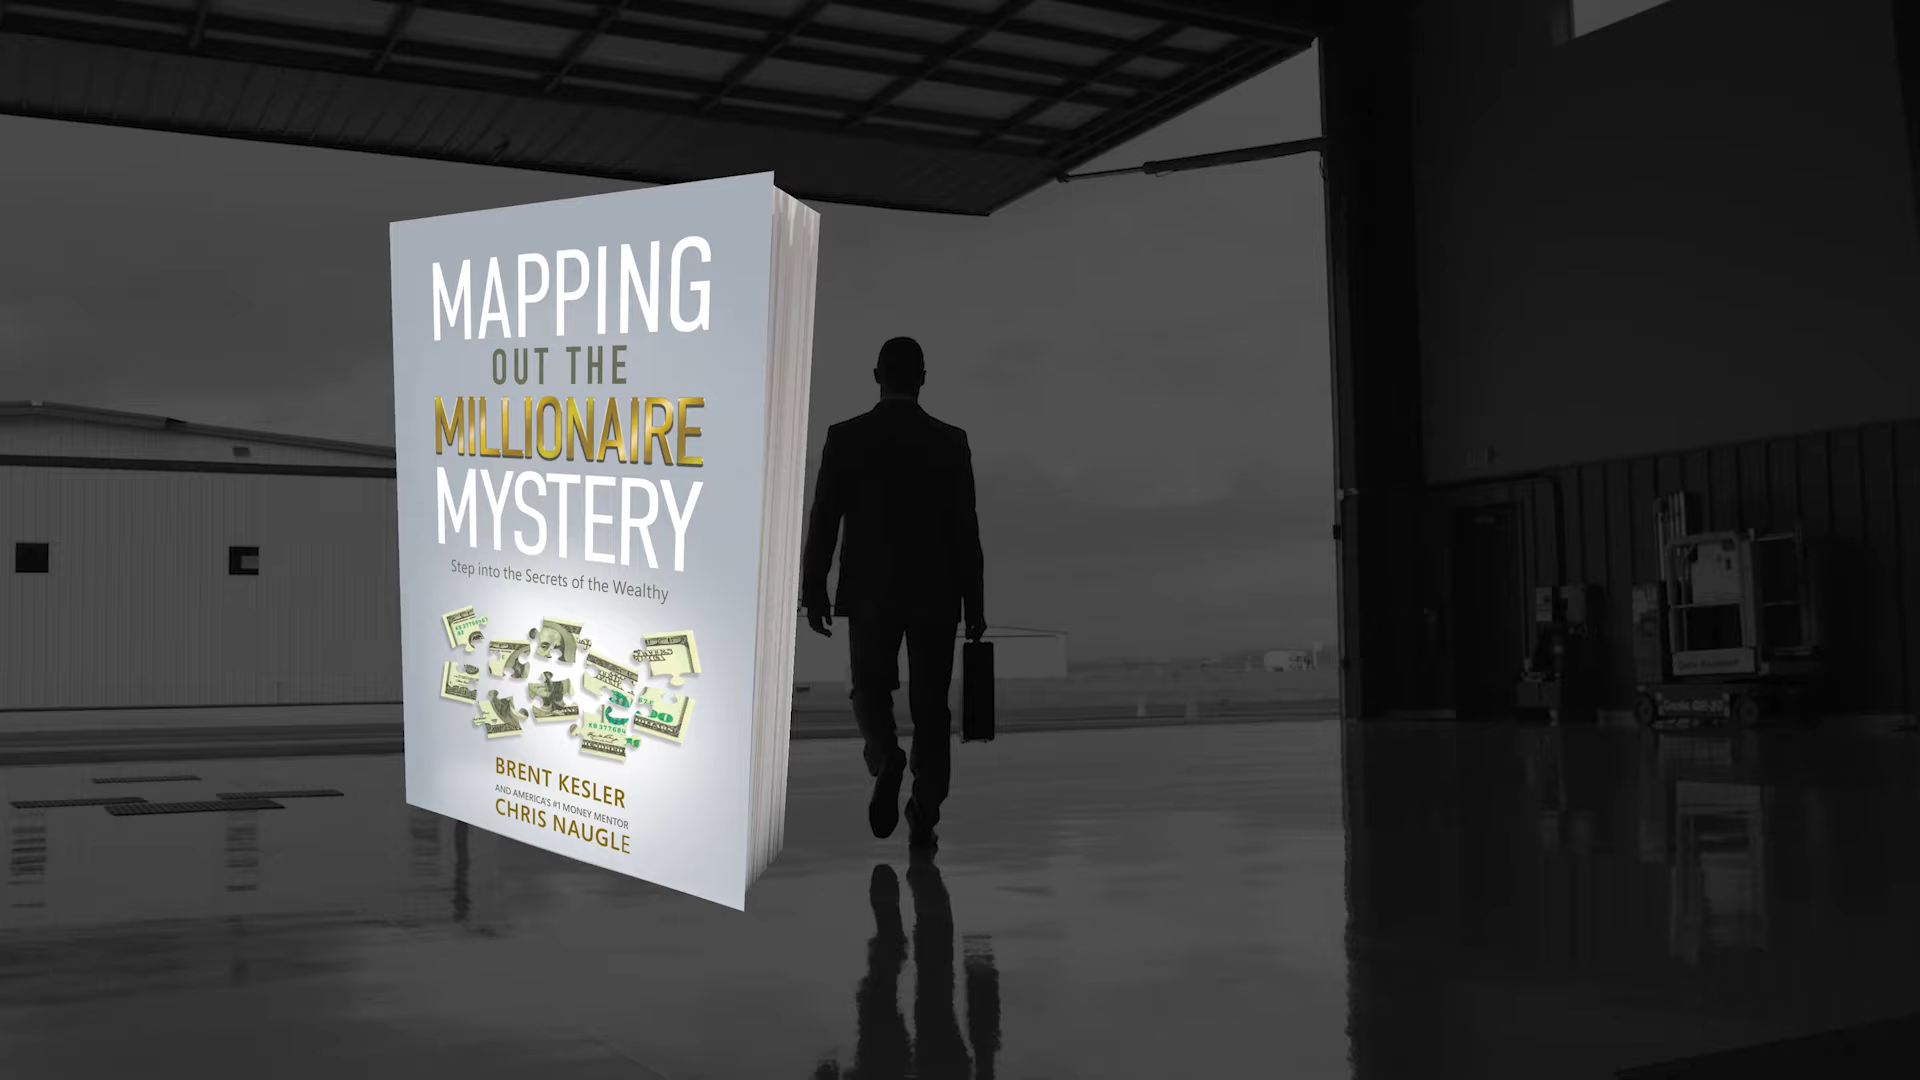 MAPPING
OUT THE
MILLIONAIRE
MYSTERY
Step into the Secrets of the Wealthy
BRENT KESLER
AND AMERICA'S #1 MONEY MENTOR
CHRIS NAUGLE